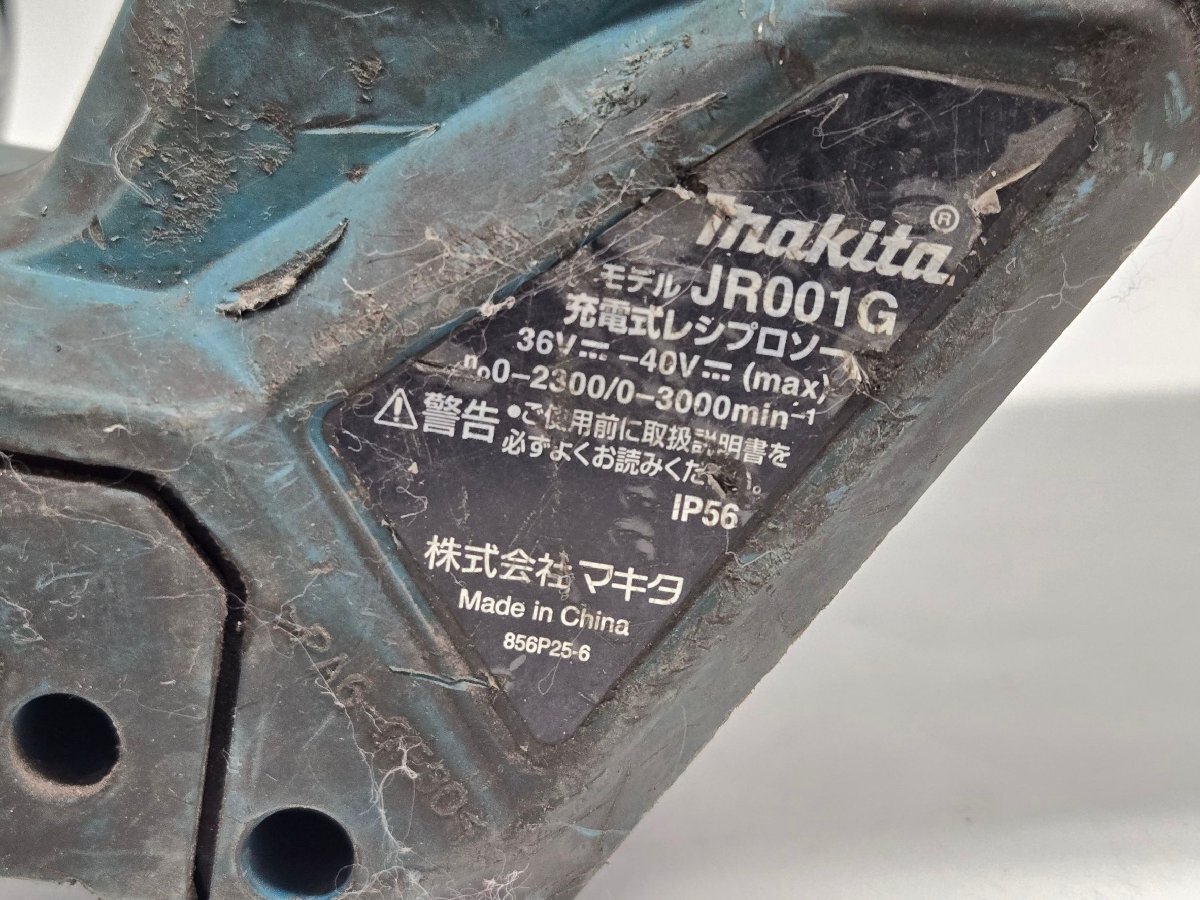 makita®
モデル JR001G
充電式レシプロソー
36V⎓-40V⎓(max)
n₀0-2300/0-3000min⁻¹
⚠警告 •ご使用前に取扱説明書を
必ずよくお読みください。
IP56
株式会社マキタ
Made in China
856P25-6